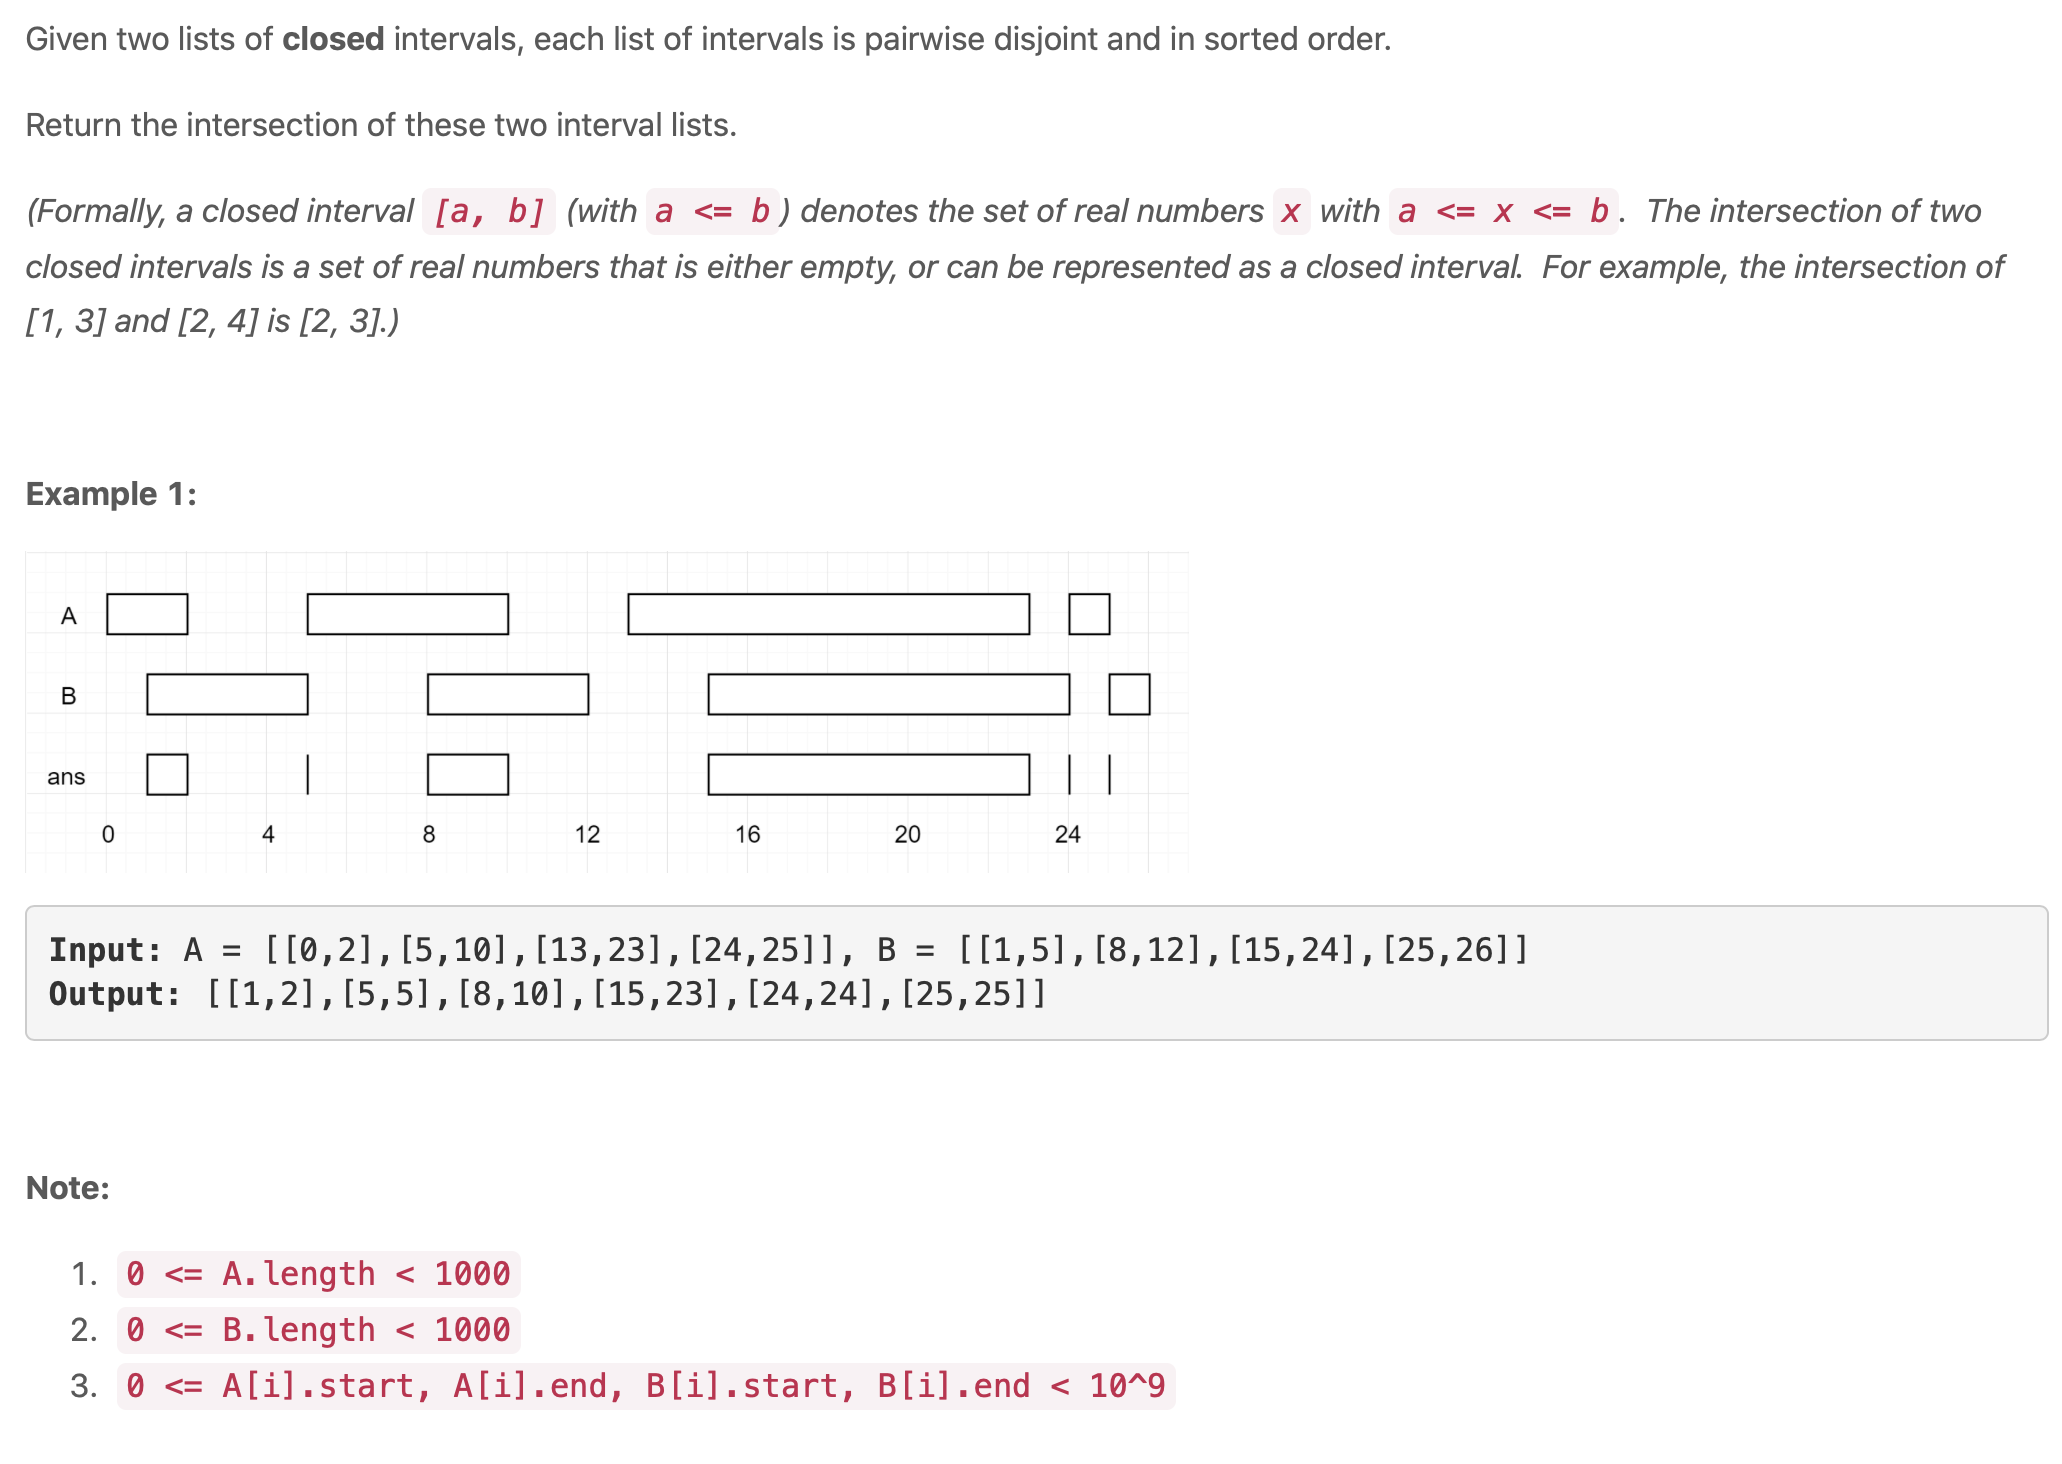 Given two lists of closed intervals, each list of intervals is pairwise disjoint and in sorted order.
Return the intersection of these two interval lists.
(Formally, a closed interval [a, b] (with a <= b) denotes the set of real numbers x with a <= x <= b.  The intersection of two
closed intervals is a set of real numbers that is either empty, or can be represented as a closed interval.  For example, the intersection of
[1, 3] and [2, 4] is [2, 3].)
Example 1:
A
B
ans
0 4 8 12 16 20 24
Input: A = [[0,2],[5,10],[13,23],[24,25]], B = [[1,5],[8,12],[15,24],[25,26]]
Output: [[1,2],[5,5],[8,10],[15,23],[24,24],[25,25]]
Note:
1. 0 <= A.length < 1000
2. 0 <= B.length < 1000
3. 0 <= A[i].start, A[i].end, B[i].start, B[i].end < 10^9